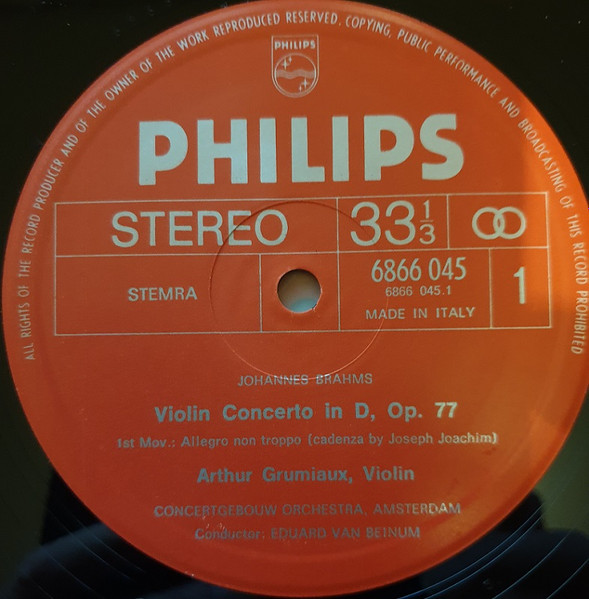 ALL RIGHTS OF THE RECORD PRODUCER AND OF THE OWNER OF THE WORK REPRODUCED RESERVED. COPYING, PUBLIC PERFORMANCE AND BROADCASTING OF THIS RECORD PROHIBITED
PHILIPS
PHILIPS
STEREO 33⅓
STEMRA 6866 045 1
6866 045.1
MADE IN ITALY
JOHANNES BRAHMS
Violin Concerto in D, Op. 77
1st Mov.: Allegro non troppo (cadenza by Joseph Joachim)
Arthur Grumiaux, Violin
CONCERTGEBOUW ORCHESTRA, AMSTERDAM
Conductor: EDUARD VAN BEINUM